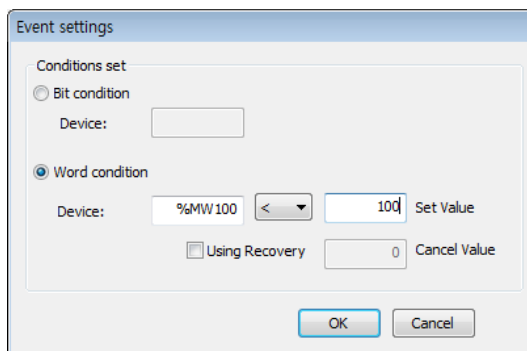 Event settings
Conditions set
Bit condition
Device:
Word condition
Device: %MW100 < 100 Set Value
Using Recovery 0 Cancel Value
OK Cancel